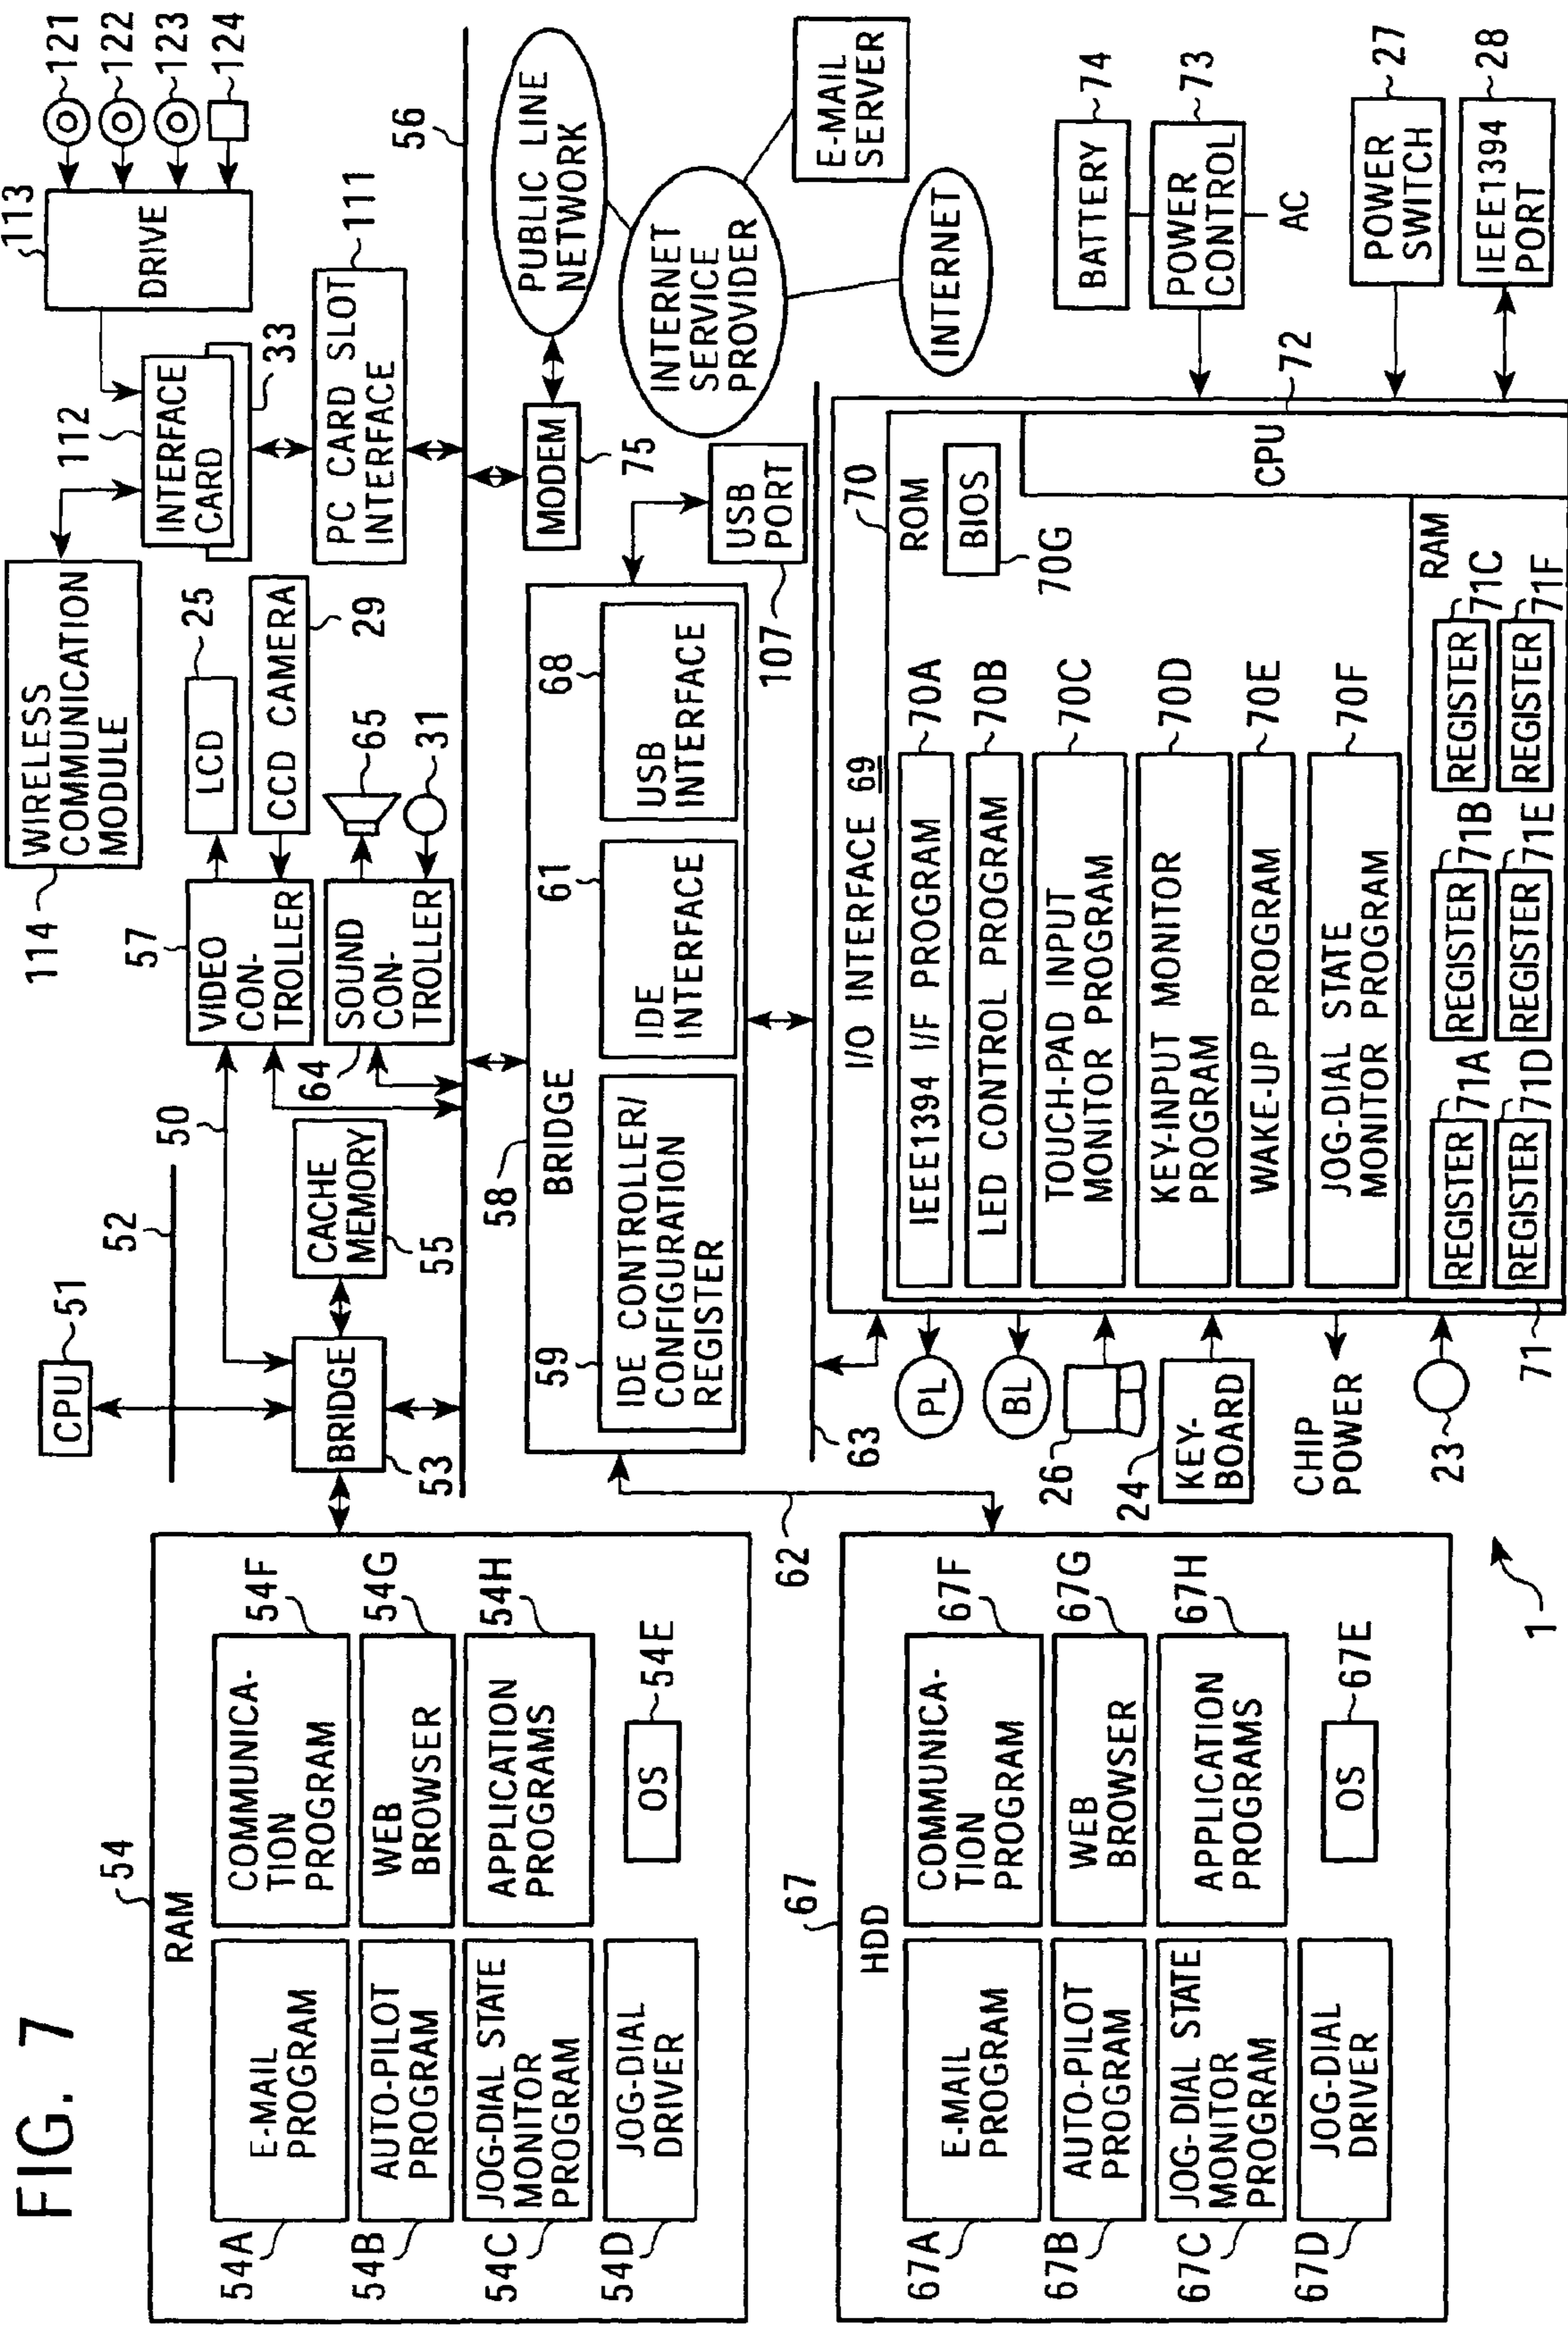 FIG. 7
1
54
RAM
54A
E-MAIL
PROGRAM
54B
AUTO-PILOT
PROGRAM
54C
JOG-DIAL STATE
MONITOR
PROGRAM
54D
JOG-DIAL
DRIVER
COMMUNICA-
TION
PROGRAM
54F
WEB
BROWSER
54G
APPLICATION
PROGRAMS
54H
OS
54E
67
HDD
67A
E-MAIL
PROGRAM
67B
AUTO-PILOT
PROGRAM
67C
JOG-DIAL STATE
MONITOR
PROGRAM
67D
JOG-DIAL
DRIVER
COMMUNICA-
TION
PROGRAM
67F
WEB
BROWSER
67G
APPLICATION
PROGRAMS
67H
OS
67E
62
CPU
51
52
50
BRIDGE
53
CACHE
MEMORY
55
57
VIDEO
CON-
TROLLER
64
SOUND
CON-
TROLLER
LCD
25
CCD CAMERA
29
65
31
114
WIRELESS
COMMUNICATION
MODULE
112
INTERFACE
CARD
33
113
DRIVE
121
122
123
124
PC CARD SLOT
INTERFACE
111
56
58
BRIDGE
59
IDE CONTROLLER/
CONFIGURATION
REGISTER
61
IDE
INTERFACE
68
USB
INTERFACE
USB
PORT
107
MODEM
75
PUBLIC LINE
NETWORK
INTERNET
SERVICE
PROVIDER
E-MAIL
SERVER
INTERNET
63
I/O INTERFACE 69
70
ROM
IEEE1394 I/F PROGRAM
70A
LED CONTROL PROGRAM
70B
TOUCH-PAD INPUT
MONITOR PROGRAM
70C
KEY-INPUT MONITOR
PROGRAM
70D
WAKE-UP PROGRAM
70E
JOG-DIAL STATE
MONITOR PROGRAM
70F
BIOS
70G
CPU
72
RAM
71
REGISTER
71A
REGISTER
71B
REGISTER
71C
REGISTER
71D
REGISTER
71E
REGISTER
71F
PL
BL
26
24
KEY-
BOARD
CHIP
POWER
23
BATTERY
74
POWER
CONTROL
73
AC
POWER
SWITCH
27
IEEE1394
PORT
28